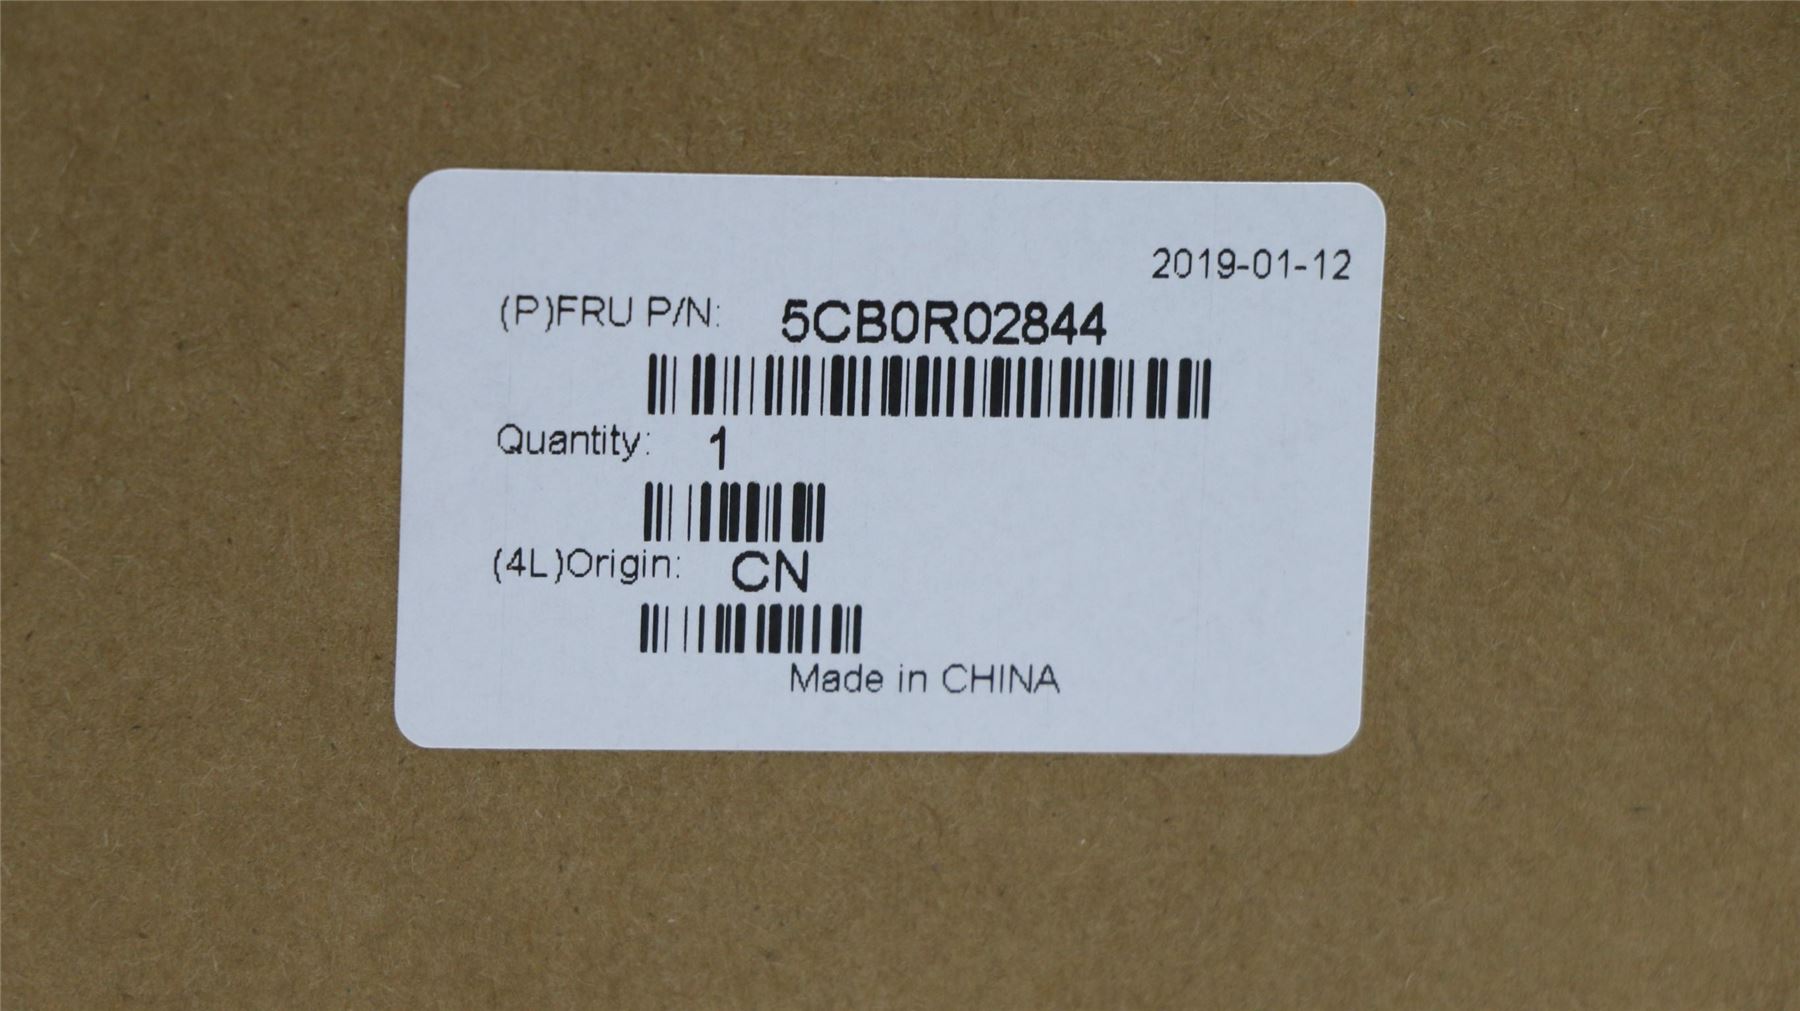 2019-01-12
(P)FRU P/N: 5CB0R02844
Quantity: 1
(4L)Origin: CN
Made in CHINA